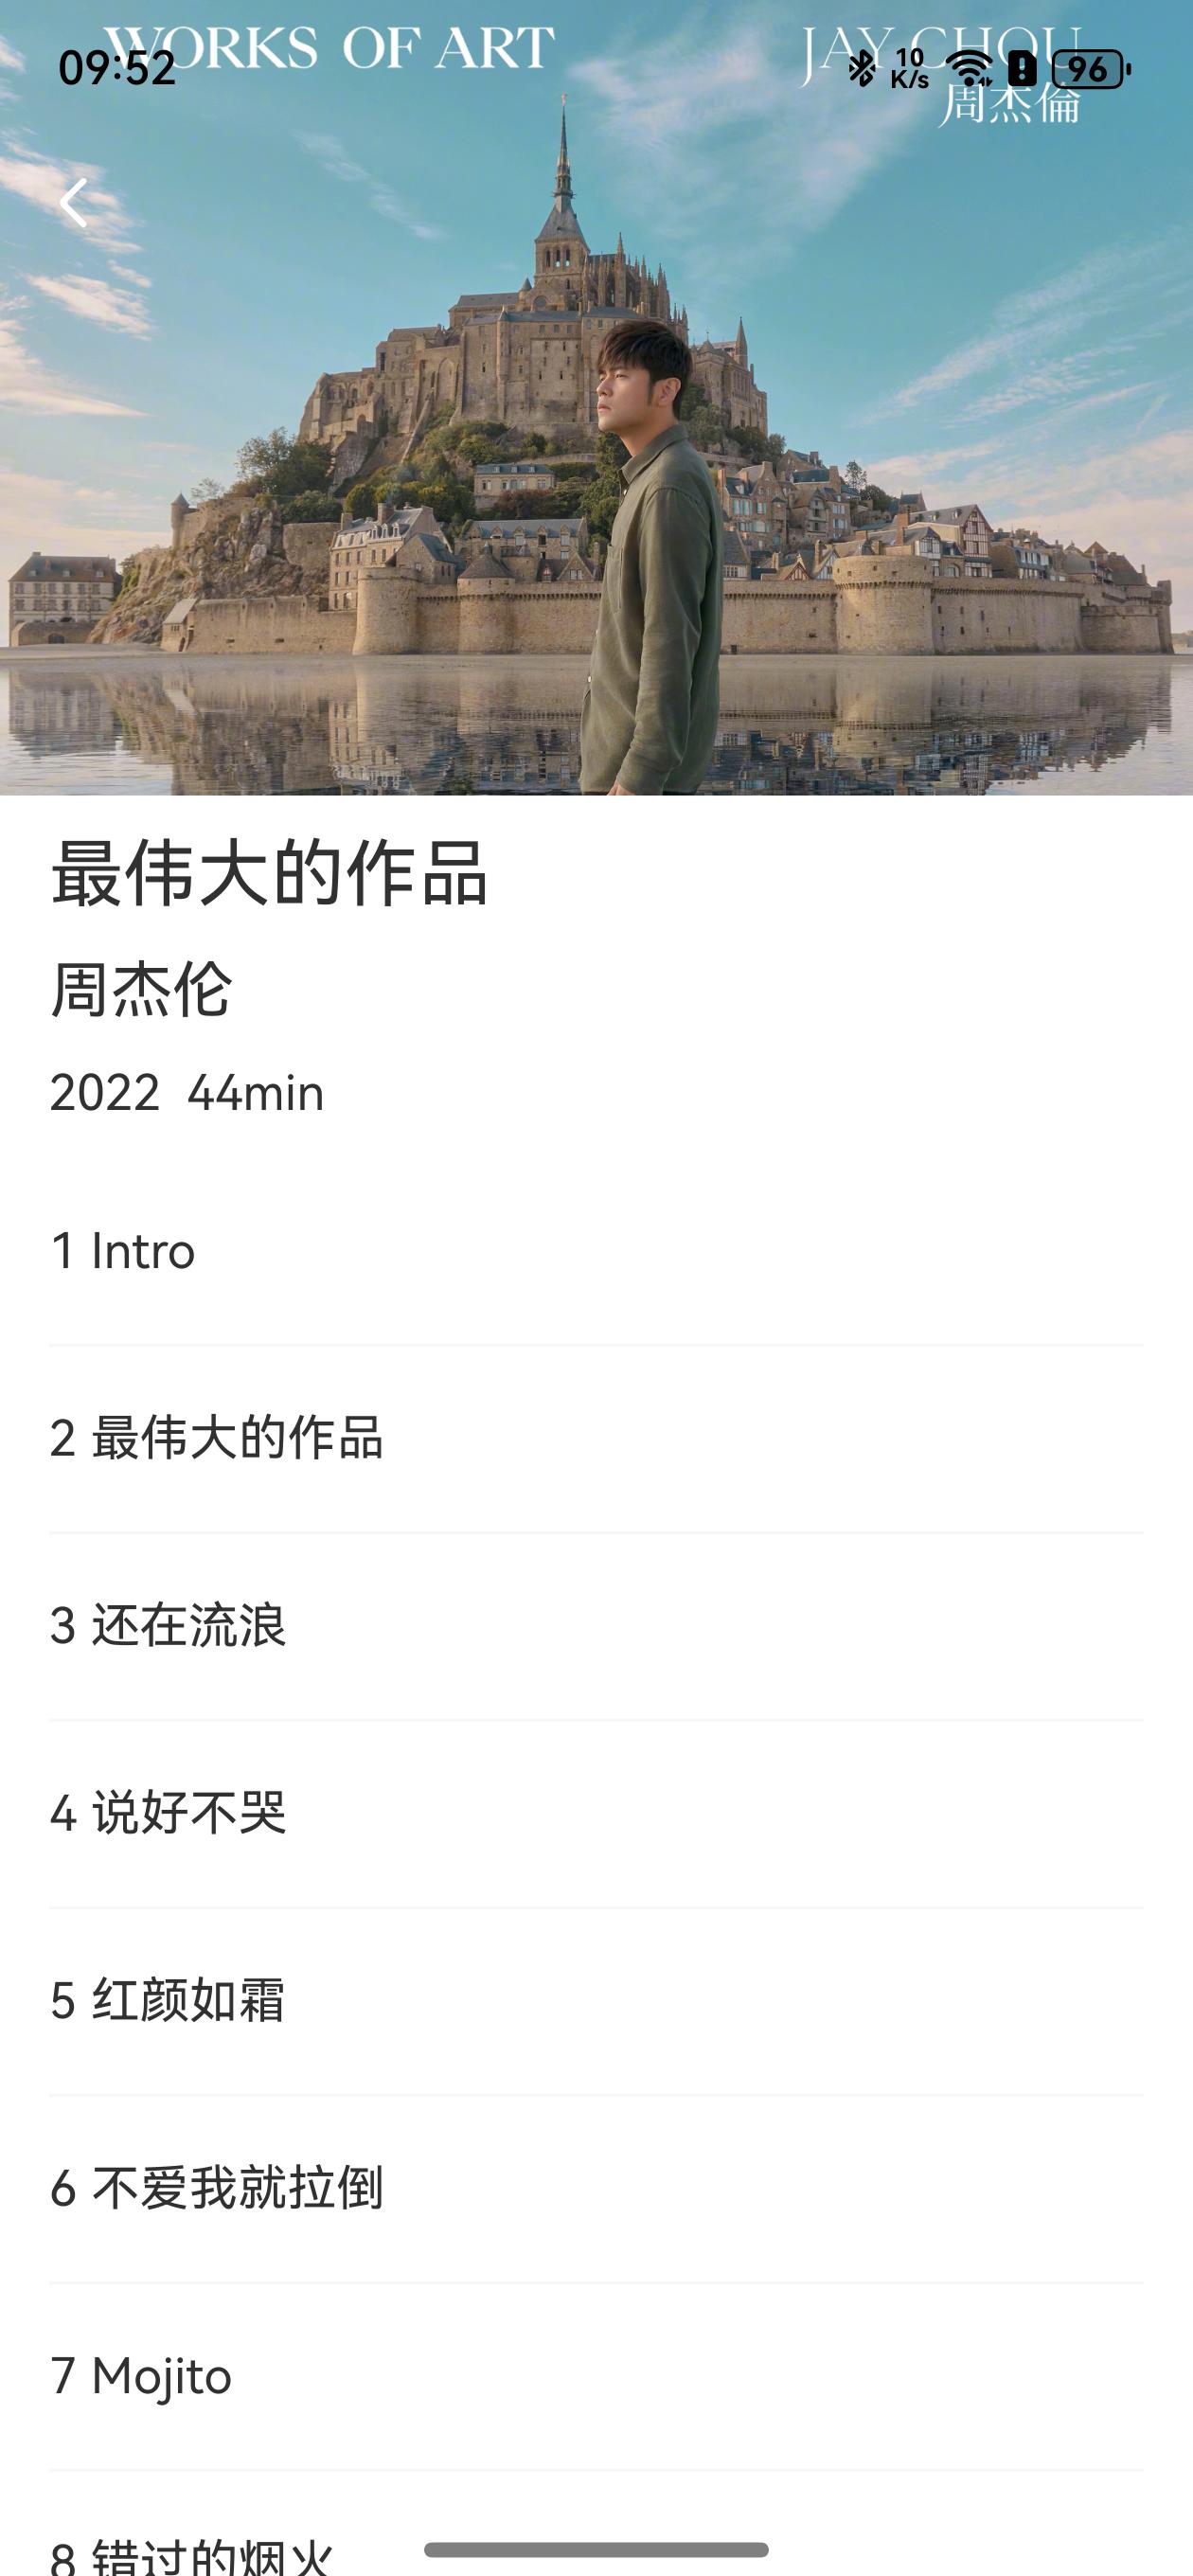 WORKS OF ART
JAY CHOU
周杰倫
09:52
10
K/s
96
最伟大的作品
周杰伦
2022 44min
1 Intro
2 最伟大的作品
3 还在流浪
4 说好不哭
5 红颜如霜
6 不爱我就拉倒
7 Mojito
8 错过的烟火